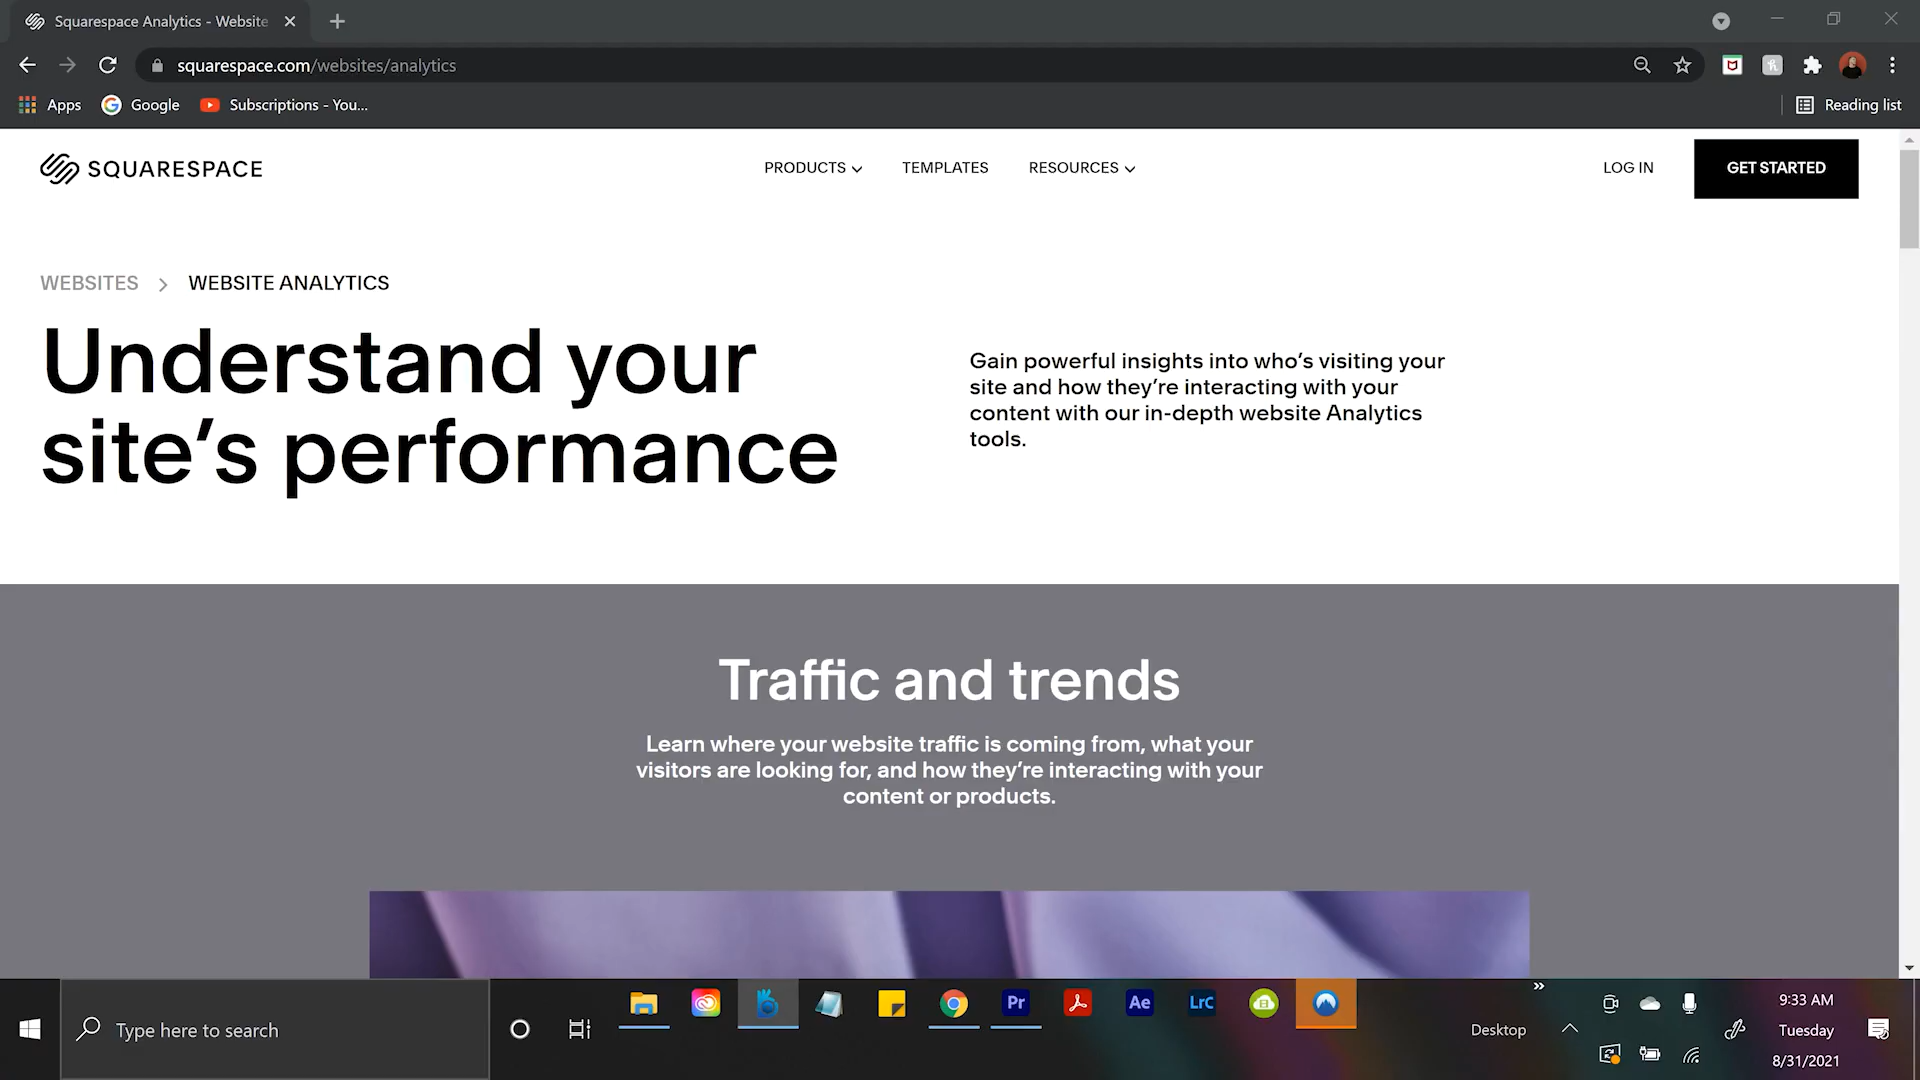 Squarespace Analytics - Website
squarespace.com/websites/analytics
Apps
Google
Subscriptions - You...
Reading list
SQUARESPACE
PRODUCTS
TEMPLATES
RESOURCES
LOG IN
GET STARTED
WEBSITES > WEBSITE ANALYTICS
Understand your
site’s performance
Gain powerful insights into who’s visiting your
site and how they’re interacting with your
content with our in-depth website Analytics
tools.
Traffic and trends
Learn where your website traffic is coming from, what your
visitors are looking for, and how they’re interacting with your
content or products.
Type here to search
Pr
Ae
LrC
Desktop
9:33 AM
Tuesday
8/31/2021